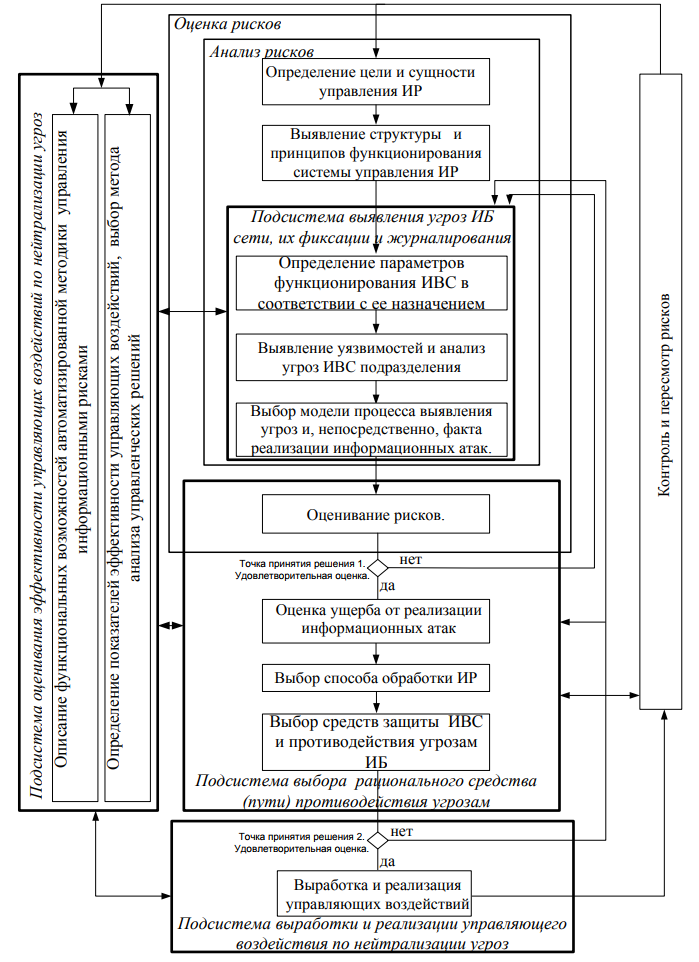 Оценка рисков
Анализ рисков
Определение цели и сущности
управления ИР
Выявление структуры и
принципов функционирования
системы управления ИР
Подсистема выявления угроз ИБ
сети, их фиксации и журналирования
Определение параметров
функционирования ИВС в
соответствии с ее назначением
Выявление уязвимостей и анализ
угроз ИВС подразделения
Выбор модели процесса выявления
угроз и, непосредственно, факта
реализации информационных атак.
Оценивание рисков.
Точка принятия решения 1.
Удовлетворительная оценка.
нет
да
Оценка ущерба от реализации
информационных атак
Выбор способа обработки ИР
Выбор средств защиты ИВС
и противодействия угрозам
ИБ
Подсистема выбора рационального средства
(пути) противодействия угрозам
Точка принятия решения 2.
Удовлетворительная оценка.
нет
да
Выработка и реализация
управляющих воздействий
Подсистема выработки и реализации управляющего
воздействия по нейтрализации угроз
Подсистема оценивания эффективности управляющих воздействий по нейтрализации угроз
Описание функциональных возможностей автоматизированной методики управления
информационными рисками
Определение показателей эффективности управляющих воздействий, выбор метода
анализа управленческих решений
Контроль и пересмотр рисков